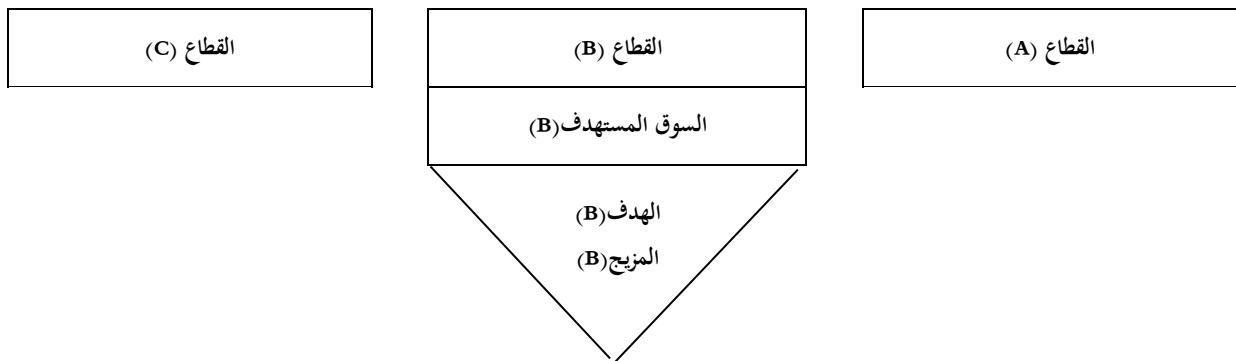 القطاع (A)
القطاع (B)
القطاع (C)
السوق المستهدف(B)
الهدف(B)
المزيج(B)